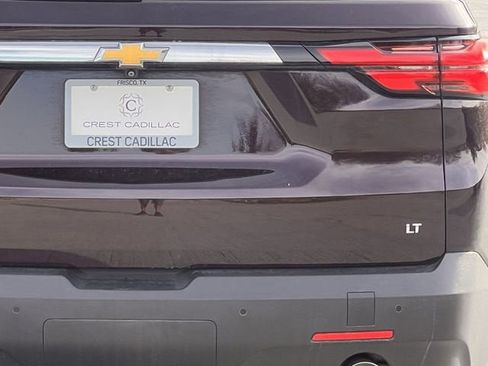 FRISCO, TX
C
CREST CADILLAC
CREST CADILLAC
LT